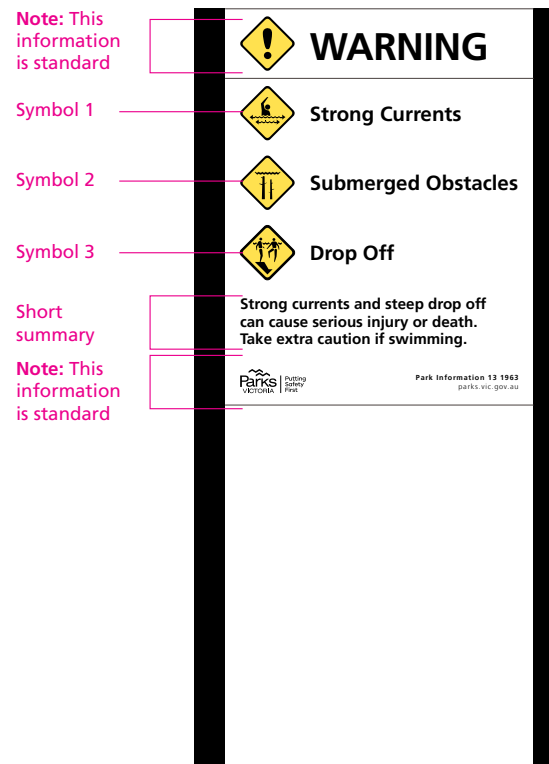 Note: This
information
is standard
WARNING
Symbol 1
Strong Currents
Symbol 2
Submerged Obstacles
Symbol 3
Drop Off
Short
summary
Strong currents and steep drop off
can cause serious injury or death.
Take extra caution if swimming.
Note: This
information
is standard
Parks
VICTORIA
Putting
Safety
First
Park Information 13 1963
parks.vic.gov.au